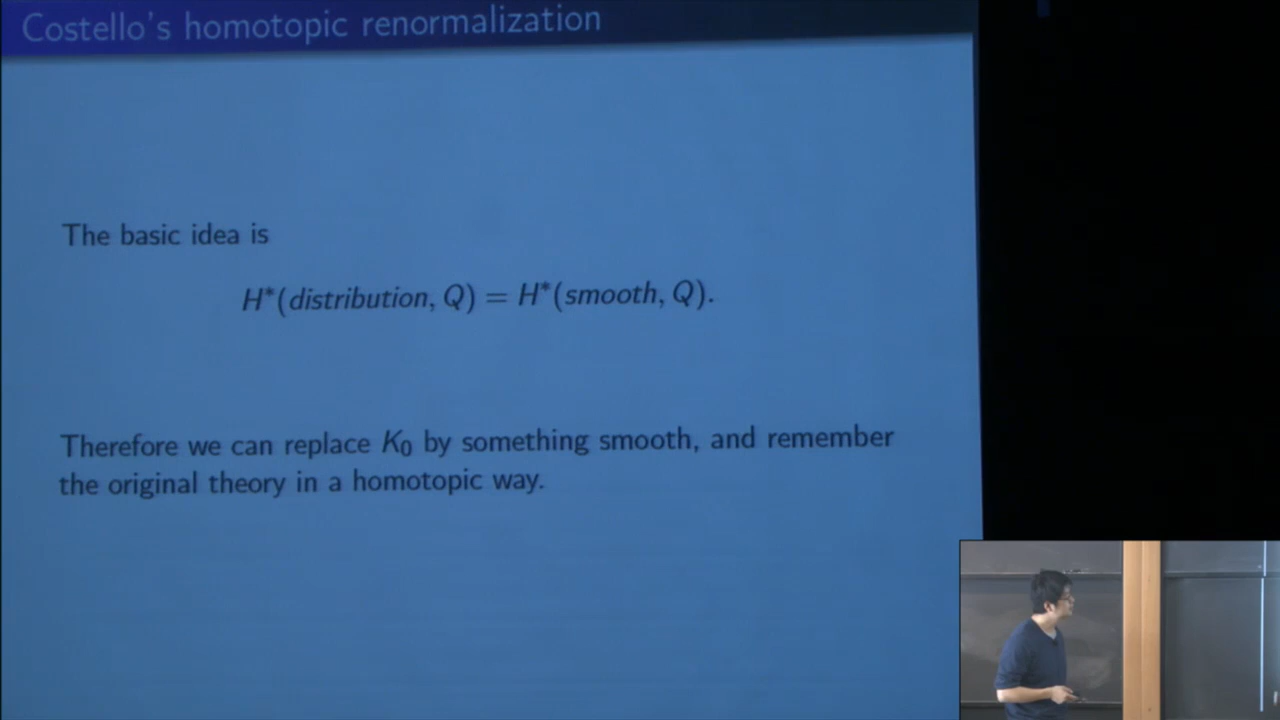 Costello's homotopic renormalization
The basic idea is
H*(distribution, Q) = H*(smooth, Q).
Therefore we can replace K₀ by something smooth, and remember
the original theory in a homotopic way.